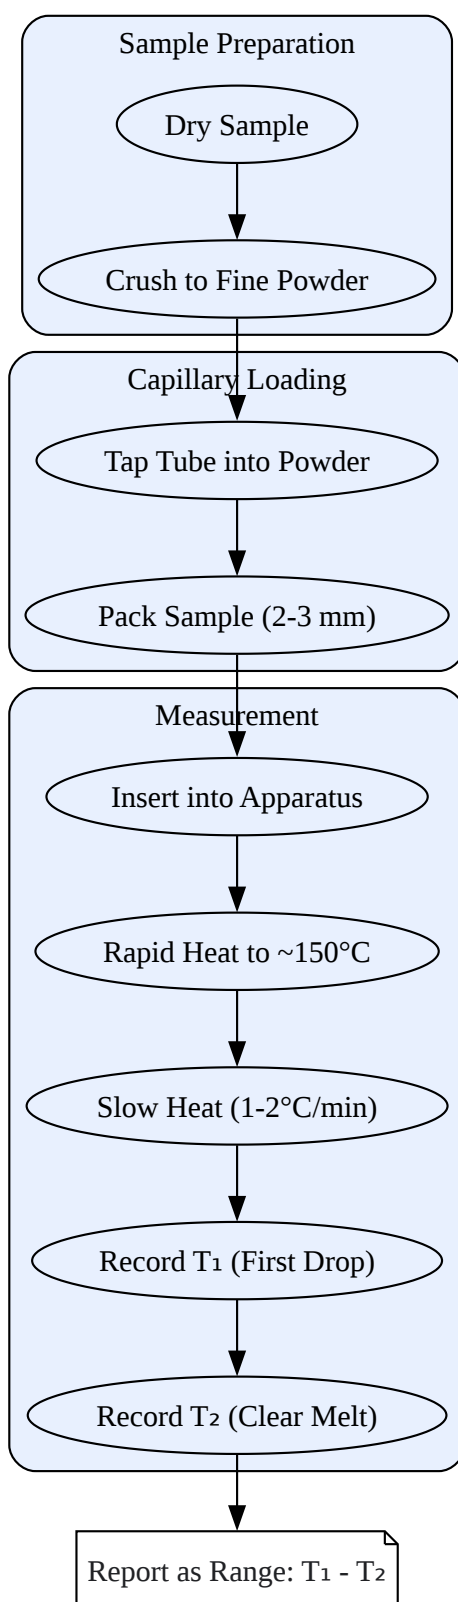 Sample Preparation
Dry Sample
Crush to Fine Powder
Capillary Loading
Tap Tube into Powder
Pack Sample (2-3 mm)
Measurement
Insert into Apparatus
Rapid Heat to ~150°C
Slow Heat (1-2°C/min)
Record T₁ (First Drop)
Record T₂ (Clear Melt)
Report as Range: T₁ - T₂